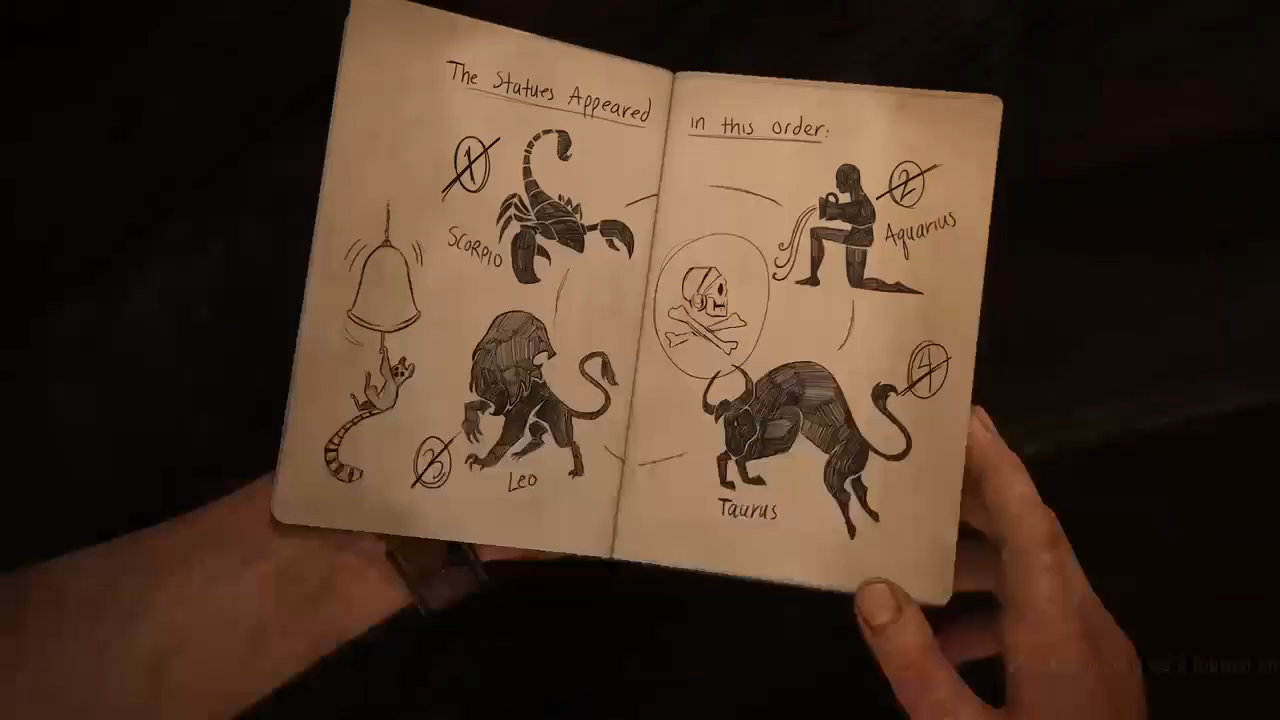 The Statues Appeared
in this order:
1
SCORPIO
2
Aquarius
3
Leo
4
Taurus